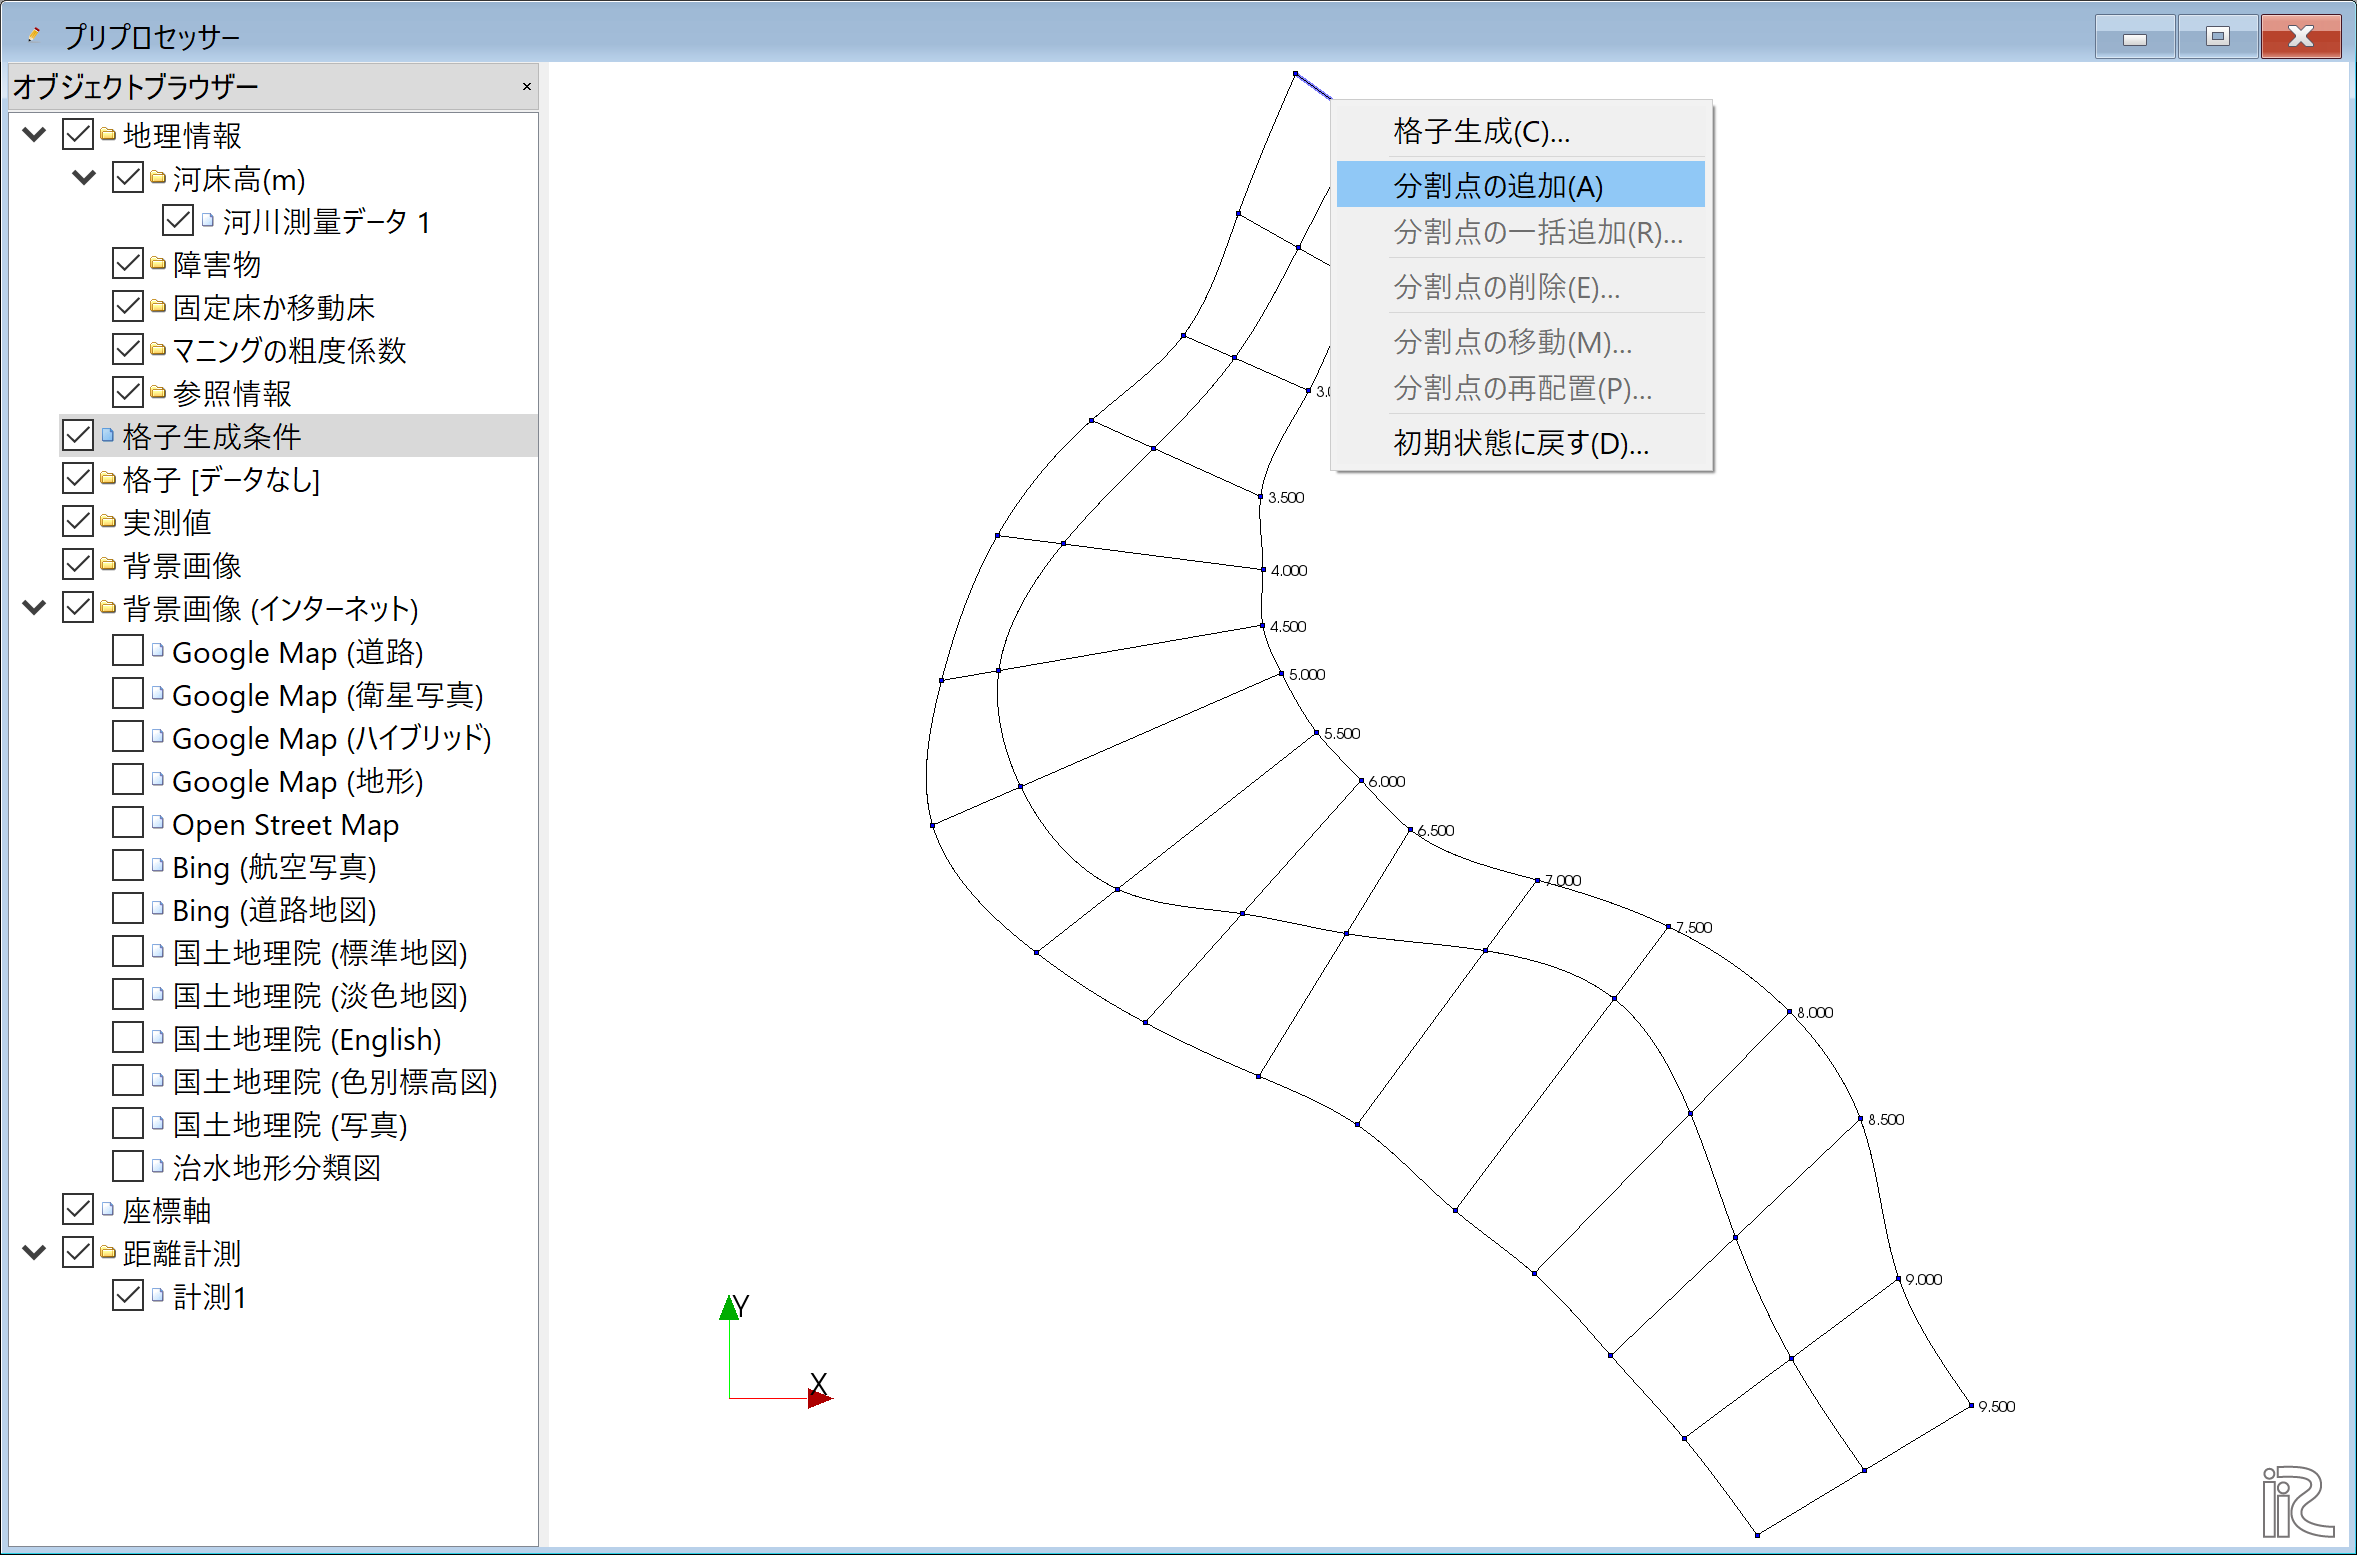 プリプロセッサー
オブジェクトブラウザー
地理情報
河床高(m)
河川測量データ 1
障害物
固定床か移動床
マニングの粗度係数
参照情報
格子生成条件
格子 [データなし]
実測値
背景画像
背景画像 (インターネット)
Google Map (道路)
Google Map (衛星写真)
Google Map (ハイブリッド)
Google Map (地形)
Open Street Map
Bing (航空写真)
Bing (道路地図)
国土地理院 (標準地図)
国土地理院 (淡色地図)
国土地理院 (English)
国土地理院 (色別標高図)
国土地理院 (写真)
治水地形分類図
座標軸
距離計測
計測1
格子生成(C)...
分割点の追加(A)
分割点の一括追加(R)...
分割点の削除(E)...
分割点の移動(M)...
分割点の再配置(P)...
初期状態に戻す(D)...
3.500
4.000
4.500
5.000
5.500
6.000
6.500
7.000
7.500
8.000
8.500
9.000
9.500
Y
X